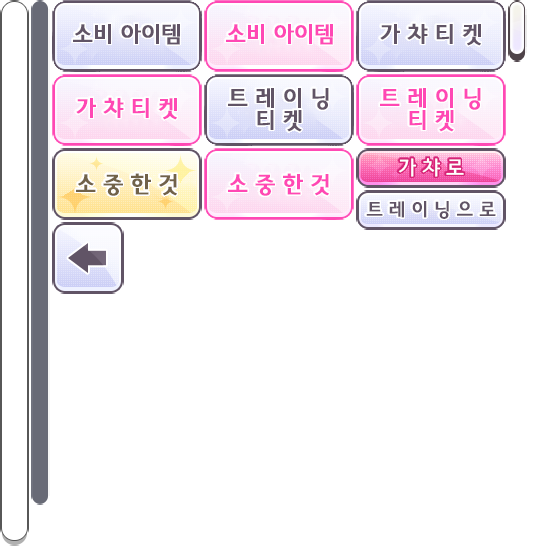 소비 아이템
소비 아이템
가 챠 티 켓
가 챠 티 켓
트 레 이 닝
티 켓
트 레 이 닝
티 켓
소 중 한 것
소 중 한 것
가 챠 로
트 레 이 닝 으 로